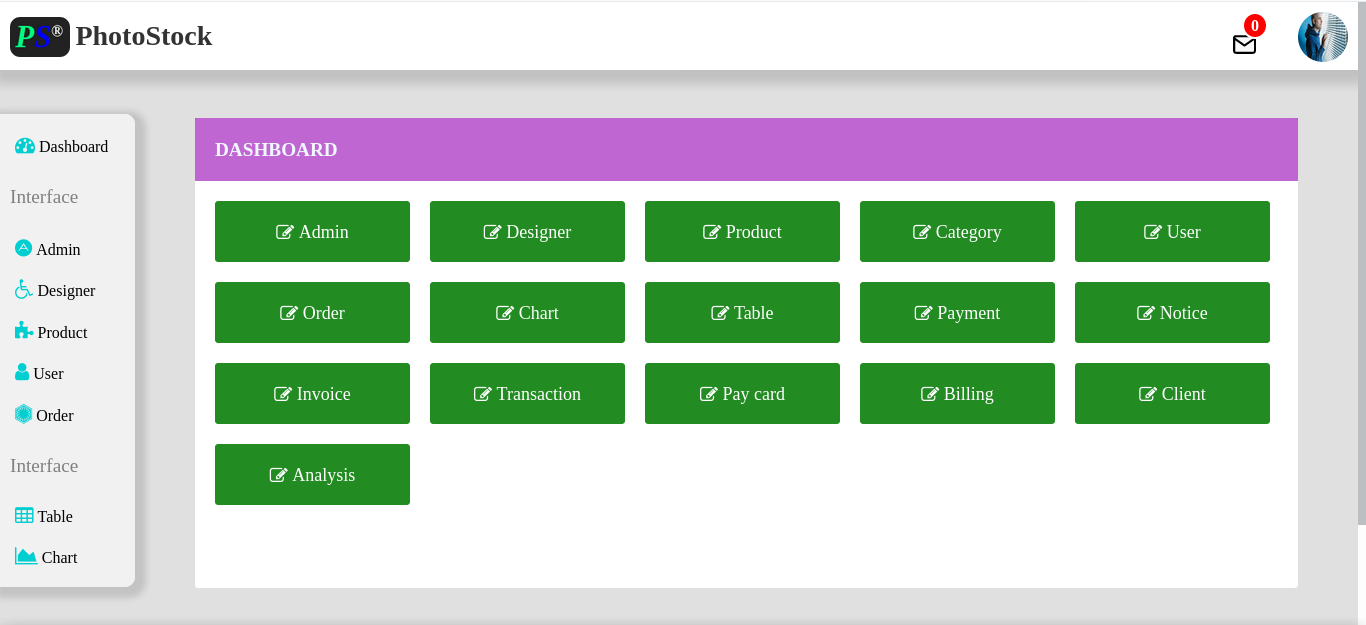 PS® PhotoStock
0
Dashboard
Interface
Admin
Designer
Product
User
Order
Interface
Table
Chart
DASHBOARD
Admin
Designer
Product
Category
User
Order
Chart
Table
Payment
Notice
Invoice
Transaction
Pay card
Billing
Client
Analysis